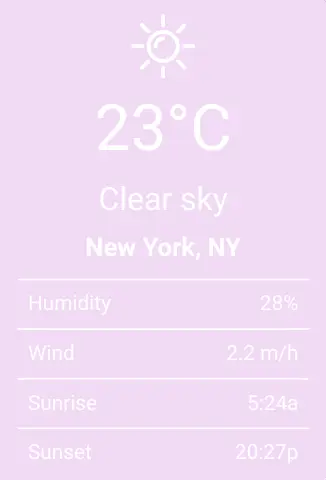 23°C
Clear sky
New York, NY
Humidity 28%
Wind 2.2 m/h
Sunrise 5:24a
Sunset 20:27p